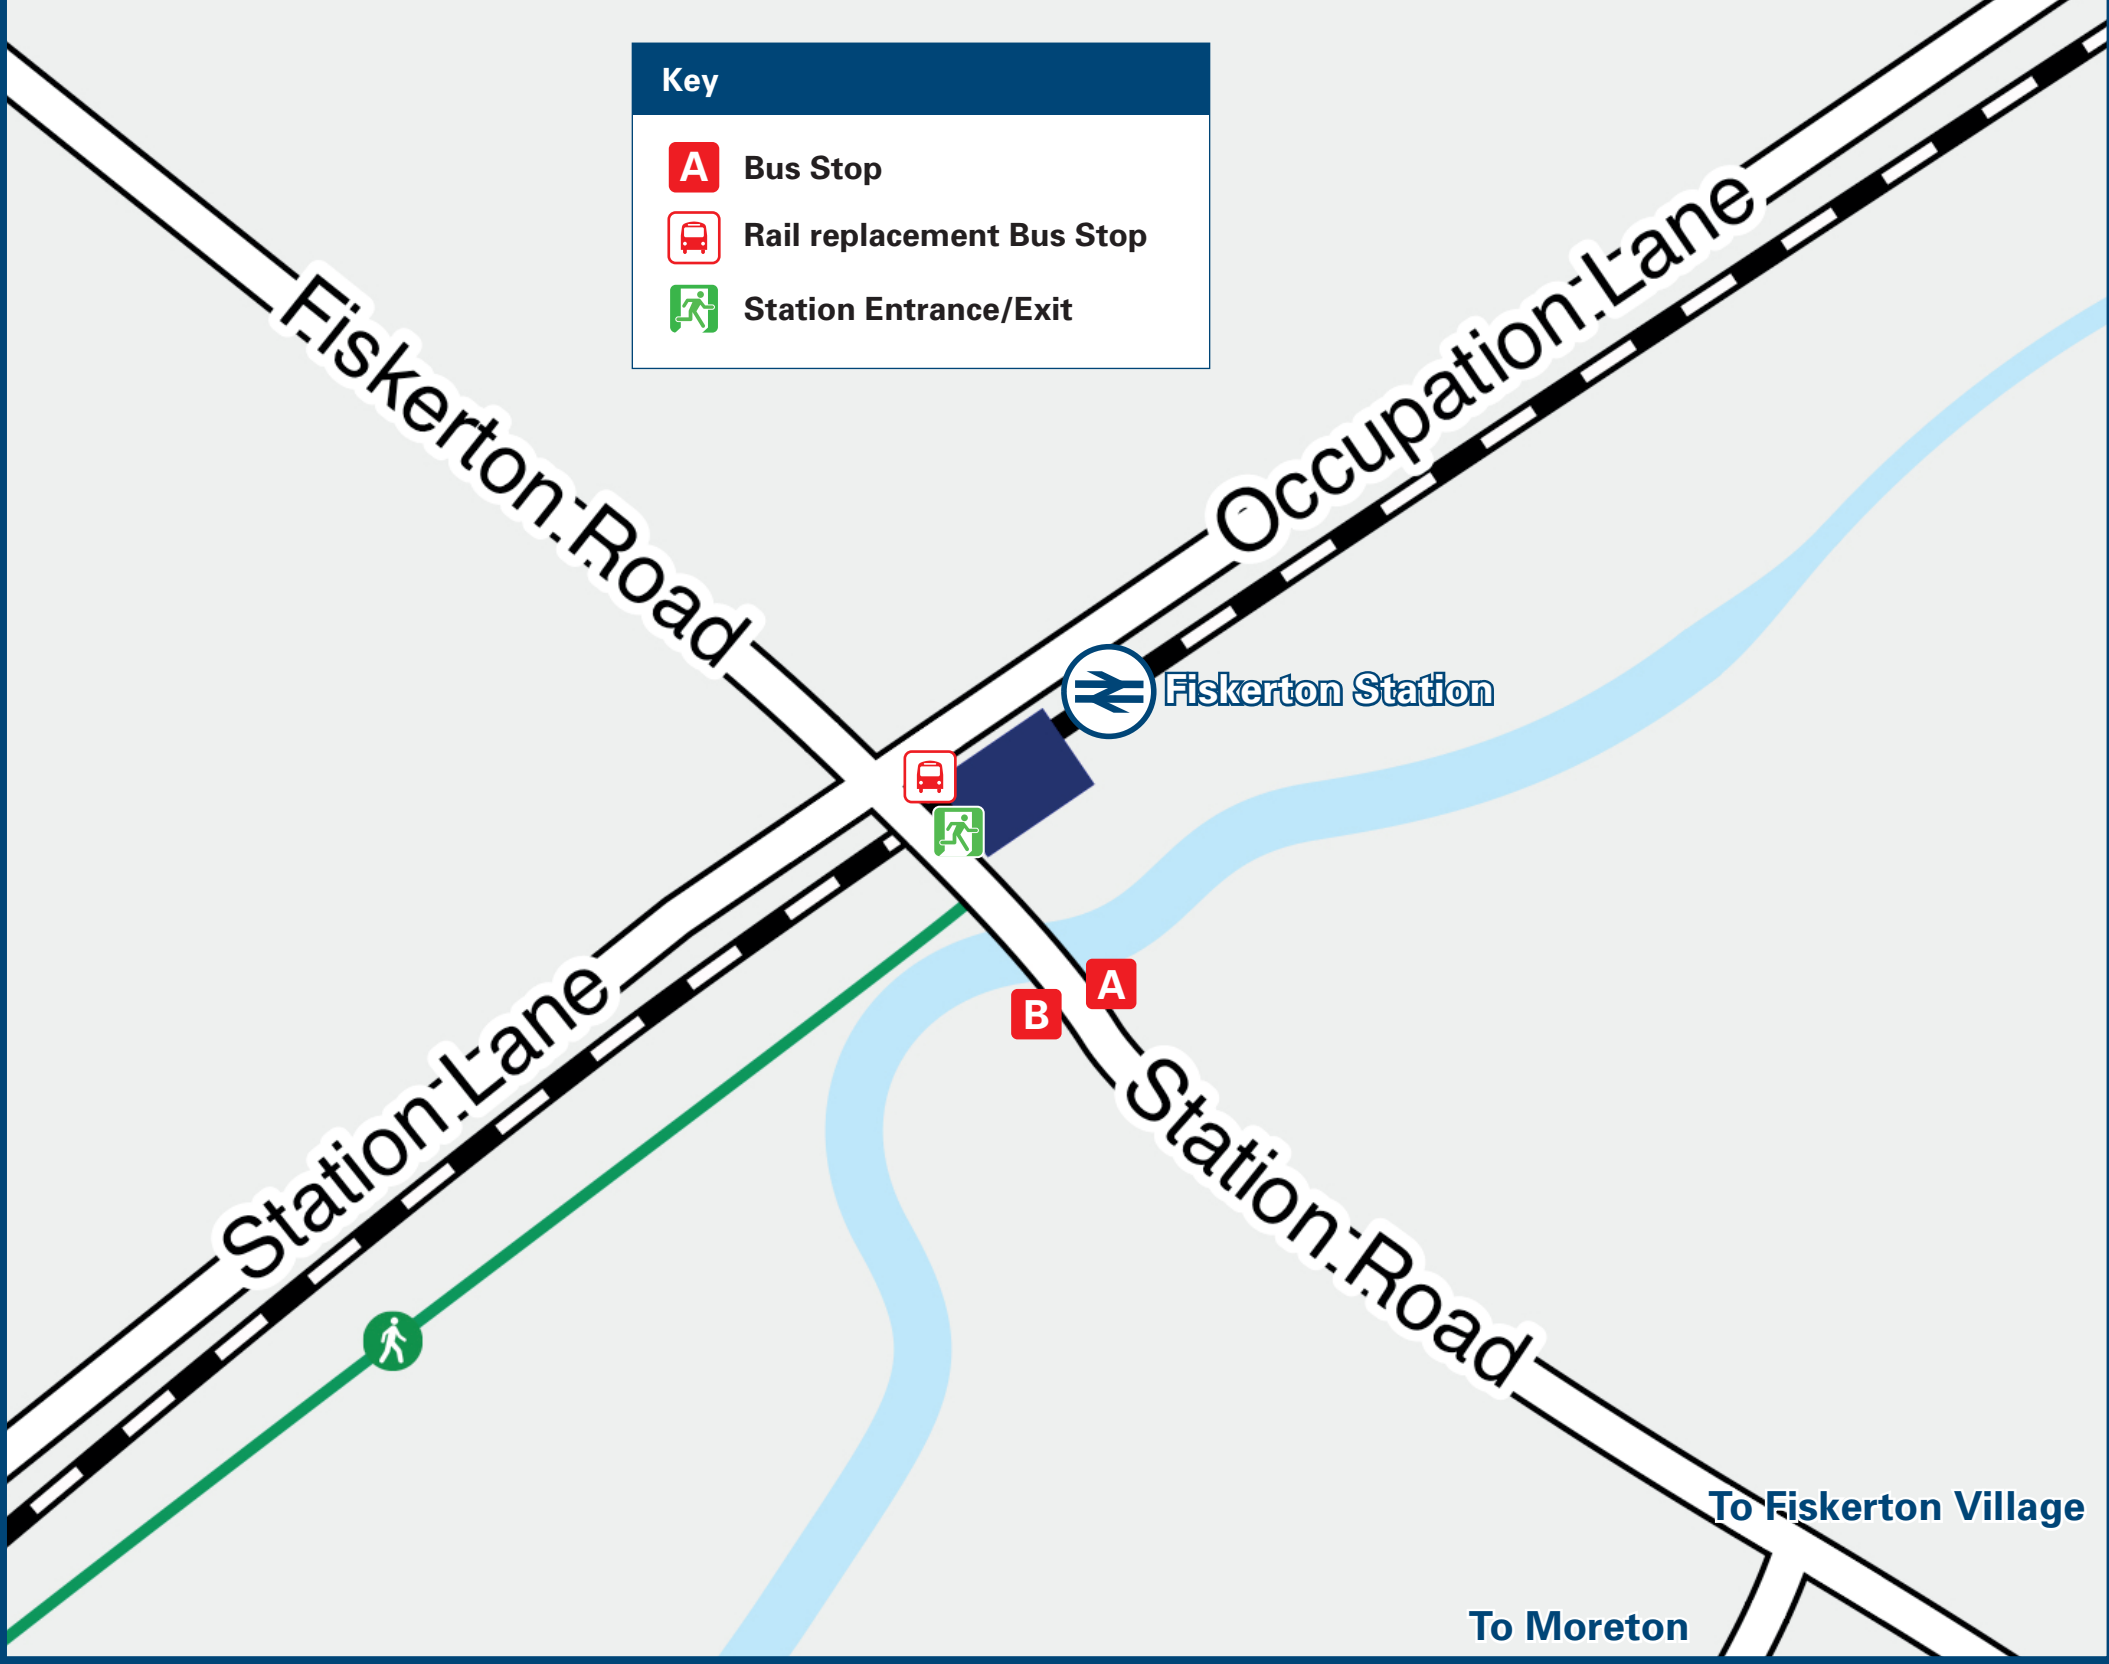 Key
A
Bus Stop
Rail replacement Bus Stop
Station Entrance/Exit
Fiskerton Road
Occupation Lane
Fiskerton Station
A
B
Station Lane
Station Road
To Fiskerton Village
To Moreton